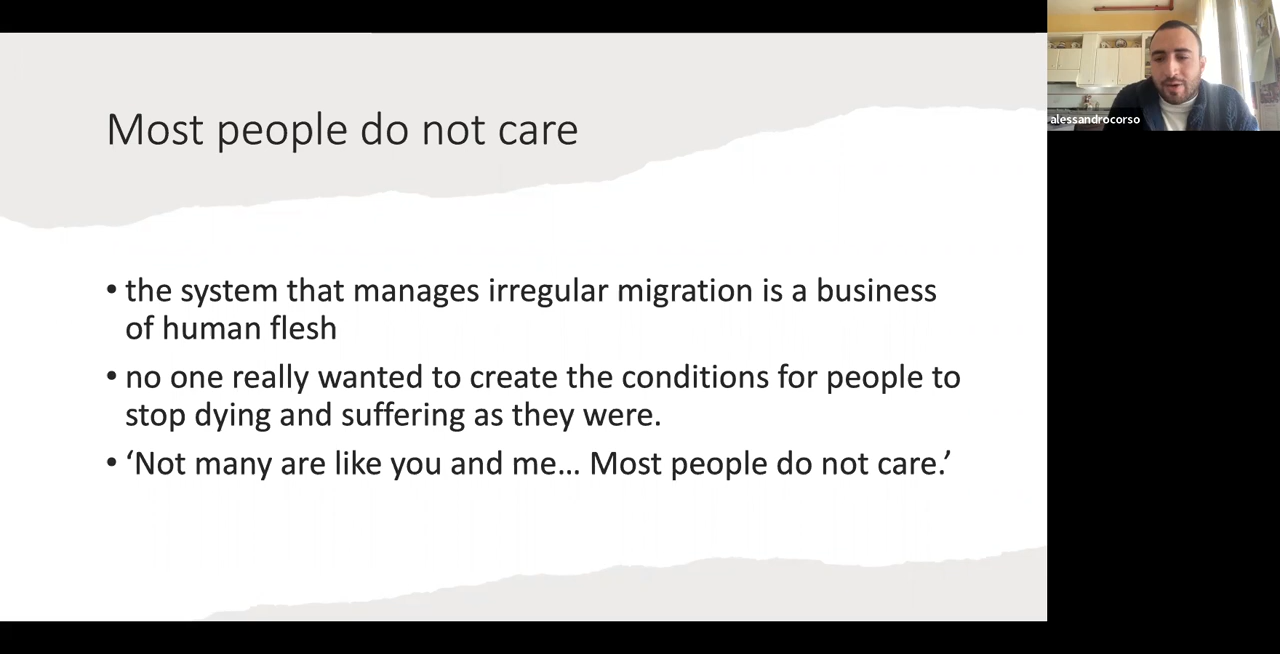 Most people do not care
• the system that manages irregular migration is a business
of human flesh
• no one really wanted to create the conditions for people to
stop dying and suffering as they were.
• ‘Not many are like you and me… Most people do not care.’
alessandrocorso